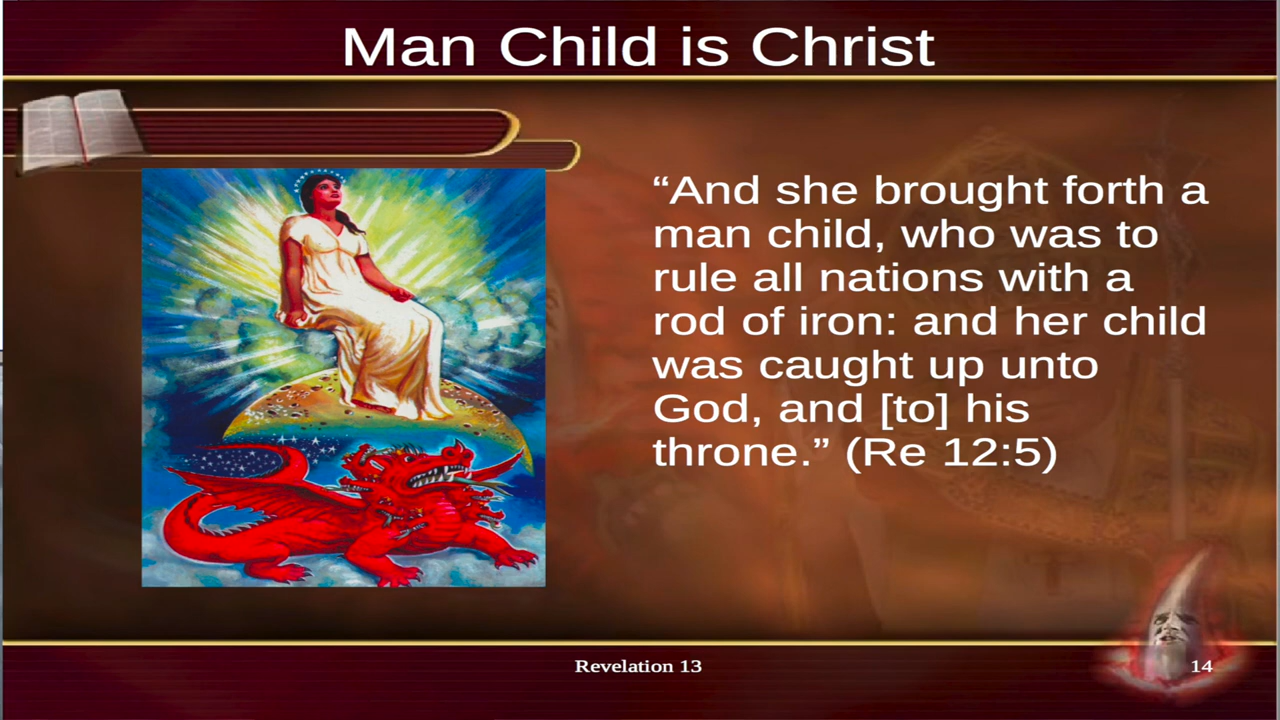 Man Child is Christ
“And she brought forth a
man child, who was to
rule all nations with a
rod of iron: and her child
was caught up unto
God, and [to] his
throne.” (Re 12:5)
Revelation 13
14